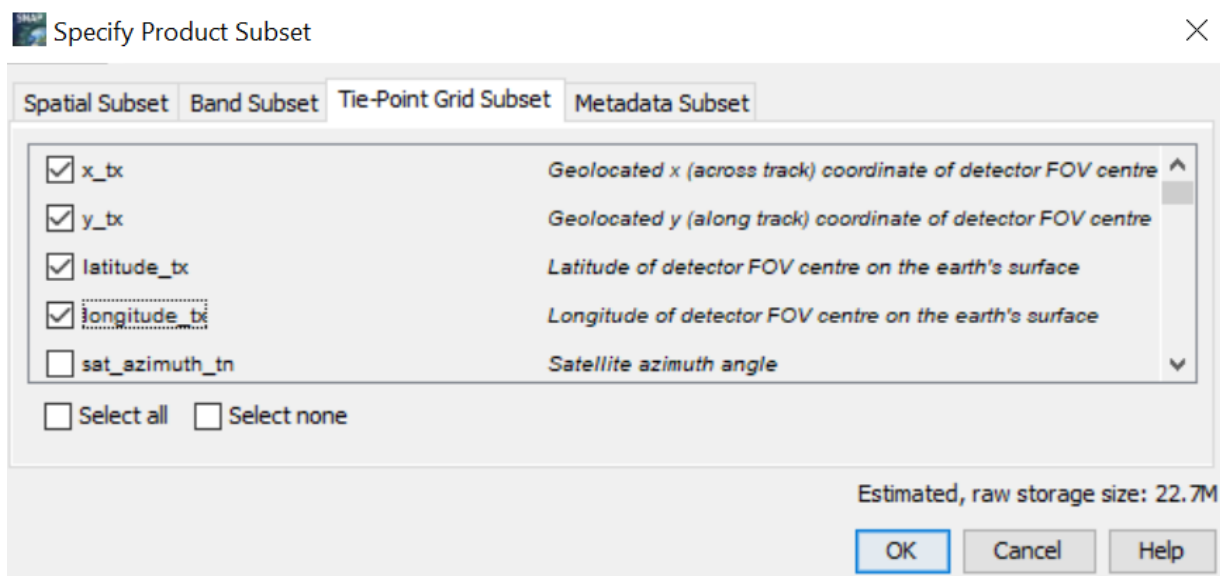 SNAP
Specify Product Subset
Spatial Subset Band Subset Tie-Point Grid Subset Metadata Subset
x_tx Geolocated x (across track) coordinate of detector FOV centre
y_tx Geolocated y (along track) coordinate of detector FOV centre
latitude_tx Latitude of detector FOV centre on the earth's surface
longitude_tx Longitude of detector FOV centre on the earth's surface
sat_azimuth_tn Satellite azimuth angle
Select all Select none
Estimated, raw storage size: 22.7M
OK Cancel Help